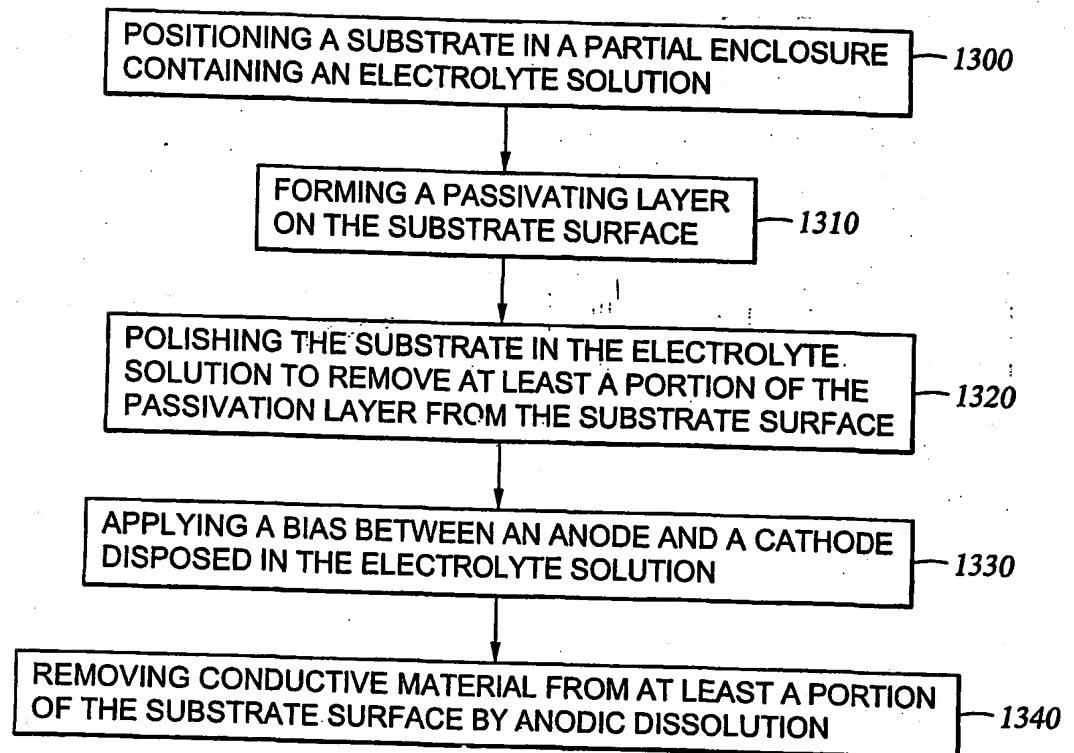 POSITIONING A SUBSTRATE IN A PARTIAL ENCLOSURE
CONTAINING AN ELECTROLYTE SOLUTION
1300
FORMING A PASSIVATING LAYER
ON THE SUBSTRATE SURFACE
1310
POLISHING THE SUBSTRATE IN THE ELECTROLYTE
SOLUTION TO REMOVE AT LEAST A PORTION OF THE
PASSIVATION LAYER FROM THE SUBSTRATE SURFACE
1320
APPLYING A BIAS BETWEEN AN ANODE AND A CATHODE
DISPOSED IN THE ELECTROLYTE SOLUTION
1330
REMOVING CONDUCTIVE MATERIAL FROM AT LEAST A PORTION
OF THE SUBSTRATE SURFACE BY ANODIC DISSOLUTION
1340